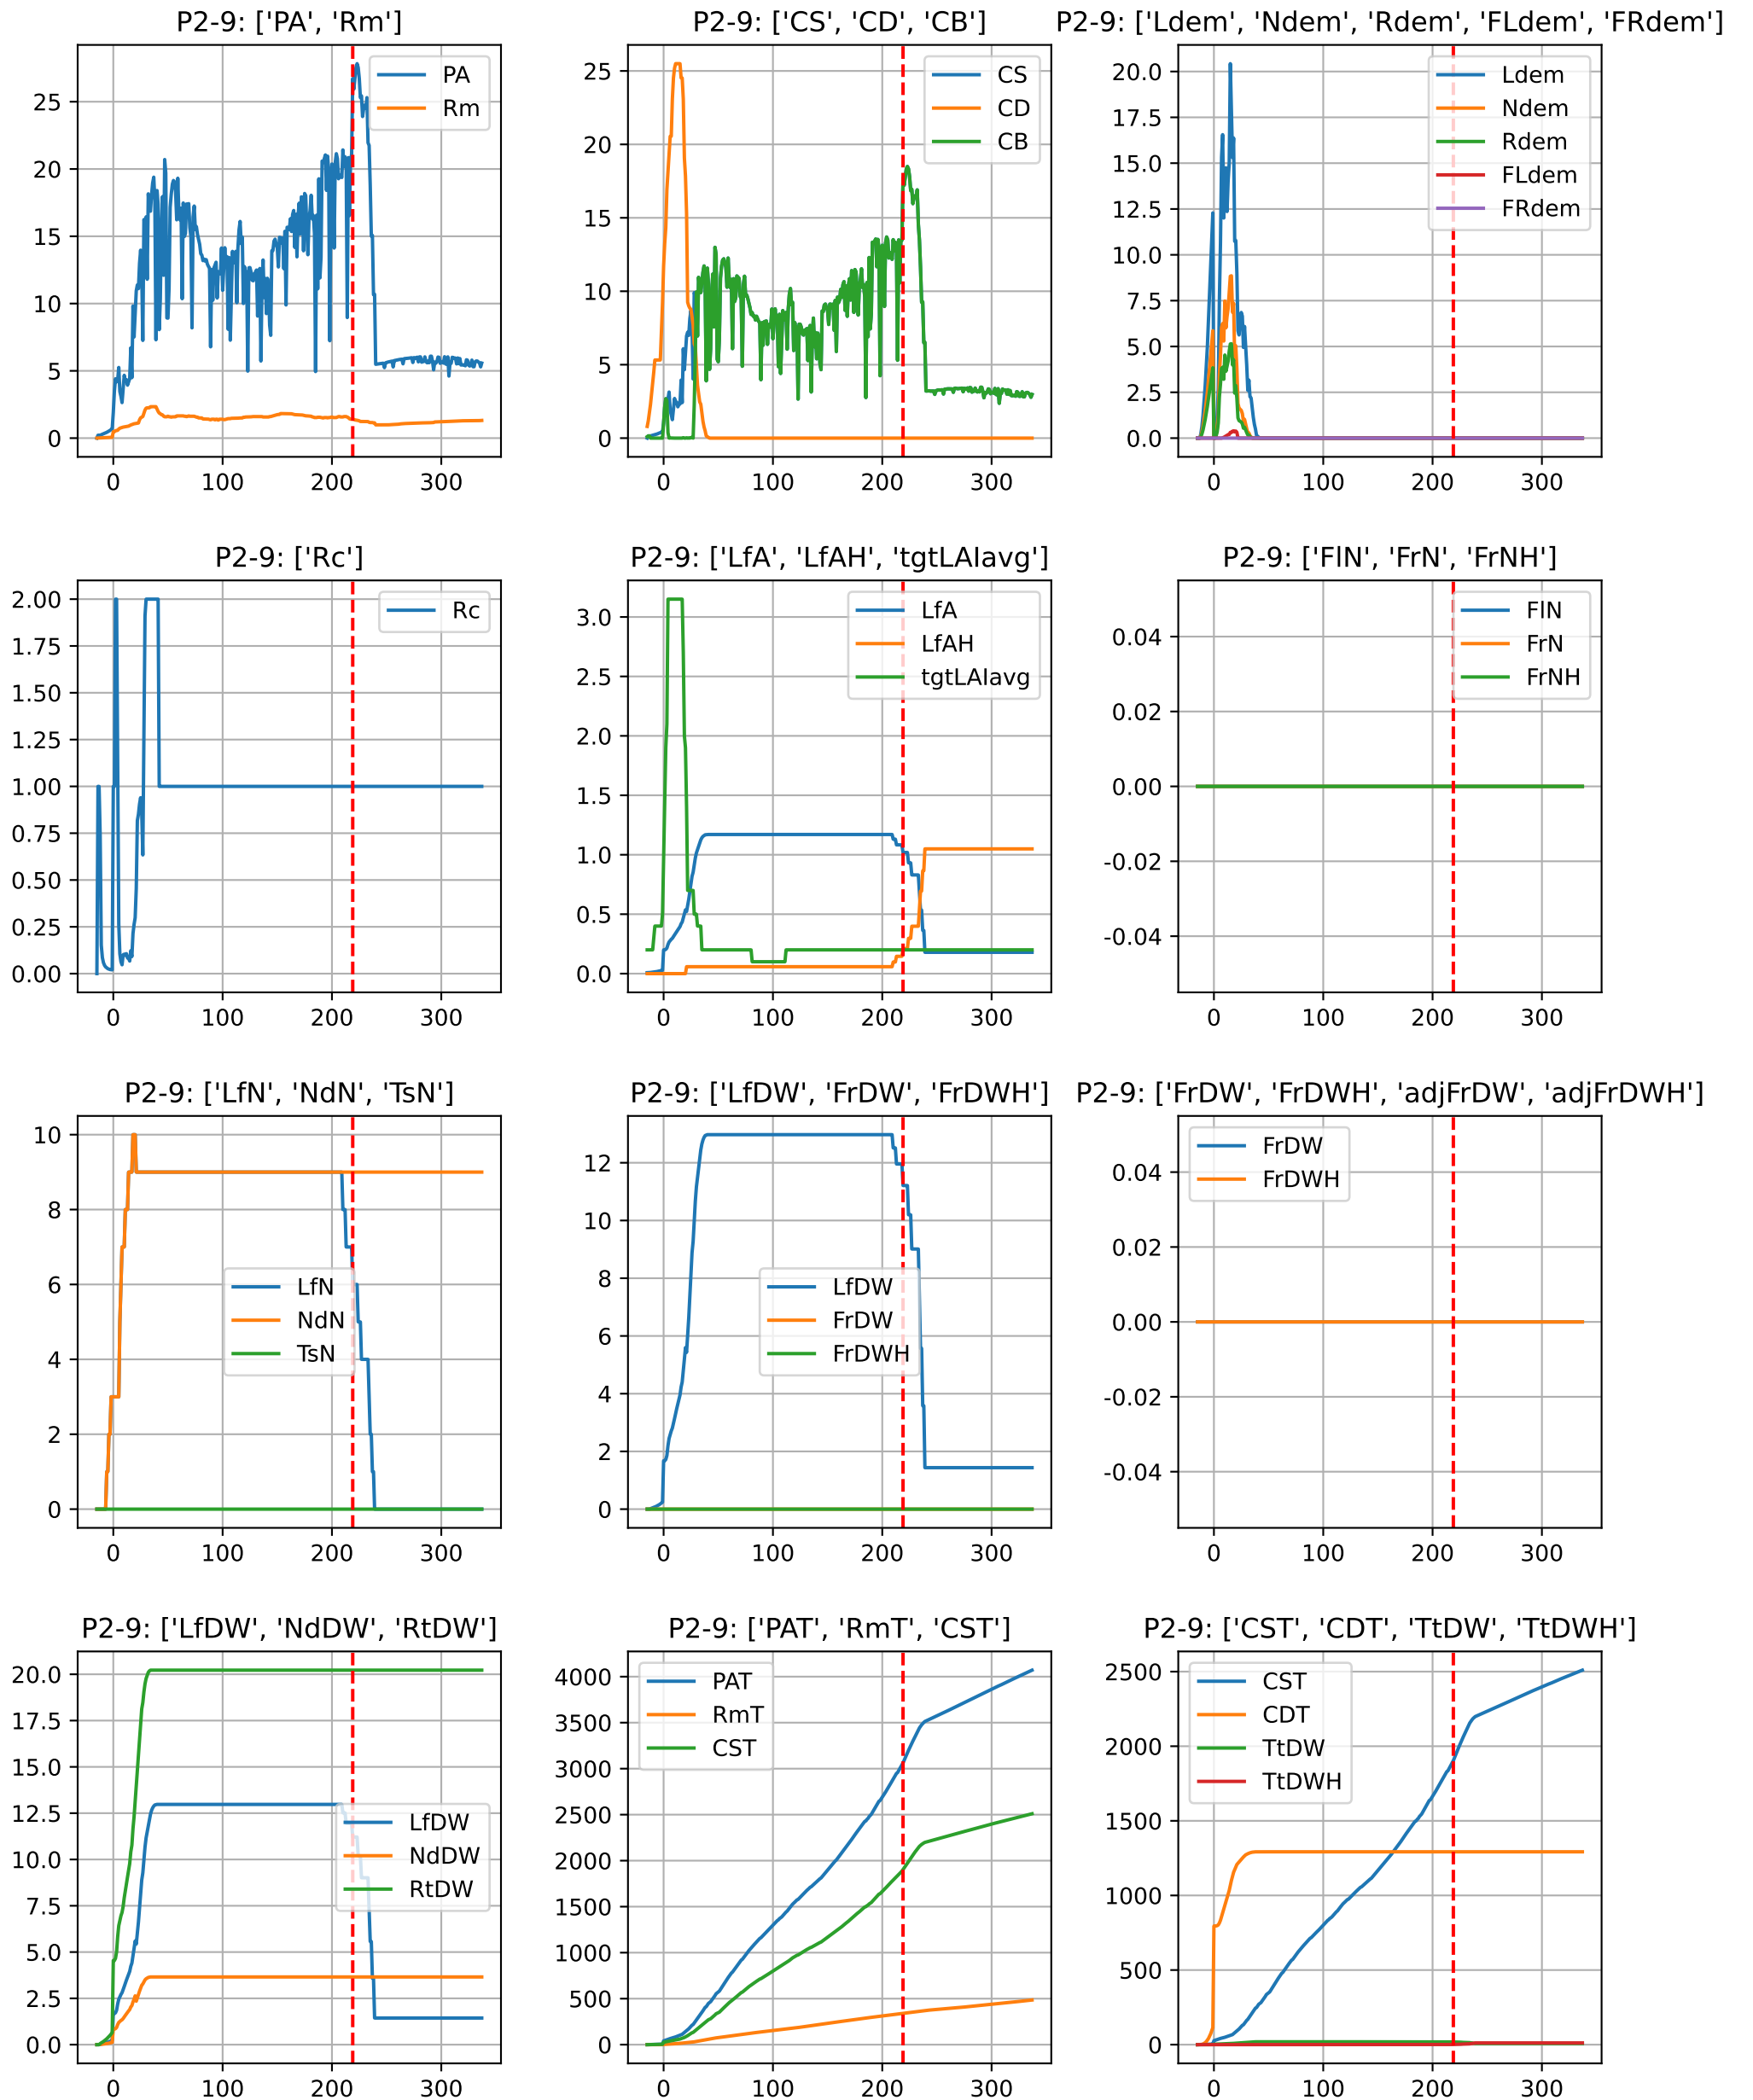 P2-9: ['PA', 'Rm']
25
20
15
10
5
0
0 100 200 300
PA
Rm
P2-9: ['CS', 'CD', 'CB']
25
20
15
10
5
0
0 100 200 300
CS
CD
CB
P2-9: ['Ldem', 'Ndem', 'Rdem', 'FLdem', 'FRdem']
20.0
17.5
15.0
12.5
10.0
7.5
5.0
2.5
0.0
0 100 200 300
Ldem
Ndem
Rdem
FLdem
FRdem
P2-9: ['Rc']
2.00
1.75
1.50
1.25
1.00
0.75
0.50
0.25
0.00
0 100 200 300
Rc
P2-9: ['LfA', 'LfAH', 'tgtLAIavg']
3.0
2.5
2.0
1.5
1.0
0.5
0.0
0 100 200 300
LfA
LfAH
tgtLAIavg
P2-9: ['FlN', 'FrN', 'FrNH']
0.04
0.02
0.00
-0.02
-0.04
0 100 200 300
FlN
FrN
FrNH
P2-9: ['LfN', 'NdN', 'TsN']
10
8
6
4
2
0
0 100 200 300
LfN
NdN
TsN
P2-9: ['LfDW', 'FrDW', 'FrDWH']
12
10
8
6
4
2
0
0 100 200 300
LfDW
FrDW
FrDWH
P2-9: ['FrDW', 'FrDWH', 'adjFrDW', 'adjFrDWH']
0.04
0.02
0.00
-0.02
-0.04
0 100 200 300
FrDW
FrDWH
P2-9: ['LfDW', 'NdDW', 'RtDW']
20.0
17.5
15.0
12.5
10.0
7.5
5.0
2.5
0.0
0 100 200 300
LfDW
NdDW
RtDW
P2-9: ['PAT', 'RmT', 'CST']
4000
3500
3000
2500
2000
1500
1000
500
0
0 100 200 300
PAT
RmT
CST
P2-9: ['CST', 'CDT', 'TtDW', 'TtDWH']
2500
2000
1500
1000
500
0
0 100 200 300
CST
CDT
TtDW
TtDWH